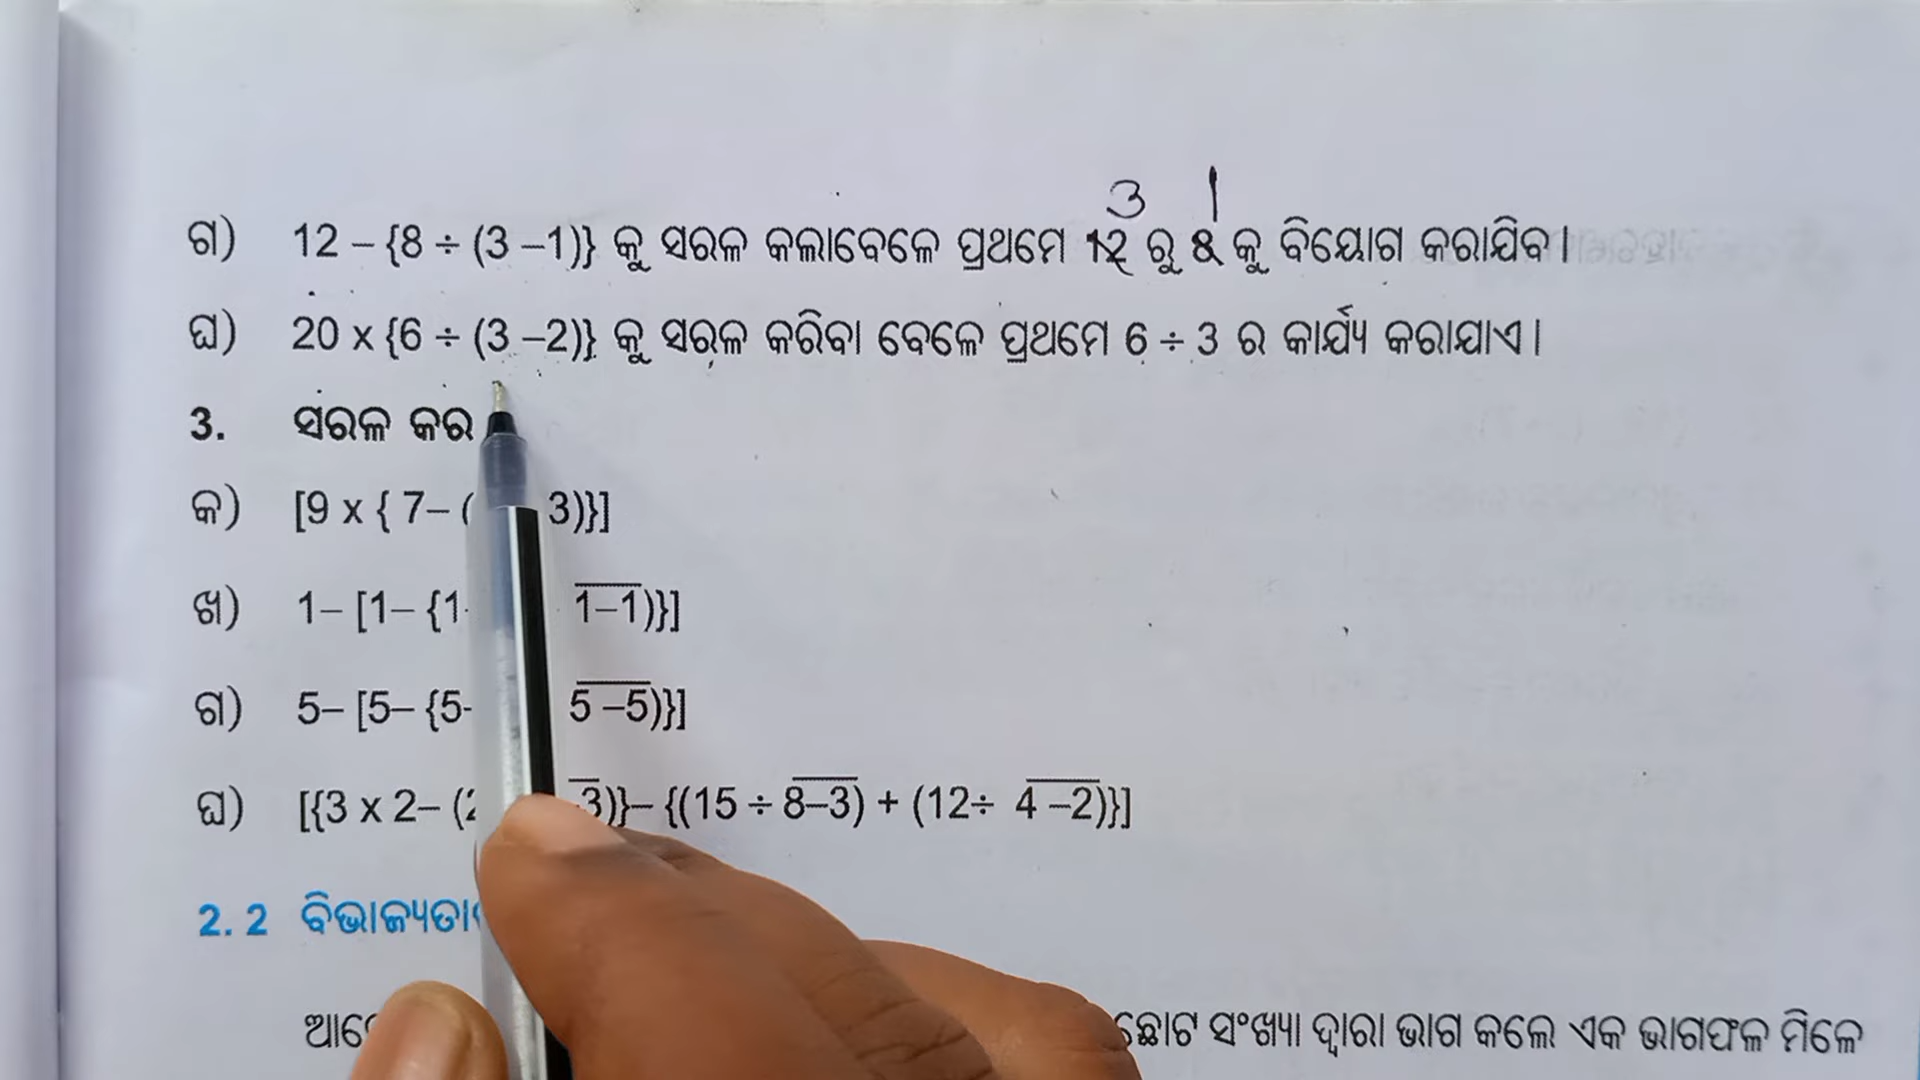 3 1
ଗ) 12 – {8 ÷ (3 –1)} କୁ ସରଳ କଲାବେଳେ ପ୍ରଥମେ 12 ରୁ 8 କୁ ବିୟୋଗ କରାଯିବ।
ଘ) 20 x {6 ÷ (3 –2)} କୁ ସରଳ କରିବା ବେଳେ ପ୍ରଥମେ 6 ÷ 3 ର କାର୍ଯ୍ୟ କରାଯାଏ।
3. ସରଳ କର
କ) [9 x { 7– ( 3)}]
ଖ) 1– [1– {1- 1̅–̅1̅)}]
ଗ) 5– [5– {5- 5̅ –̅5̅)}]
ଘ) [{3 x 2– (2 3̅)}– {(15 ÷ 8̅–̅3̅) + (12÷ 4̅ –̅2̅)}]
2. 2 ବିଭାଜ୍ୟତା
ଛୋଟ ସଂଖ୍ୟା ଦ୍ୱାରା ଭାଗ କଲେ ଏକ ଭାଗଫଳ ମିଳେ